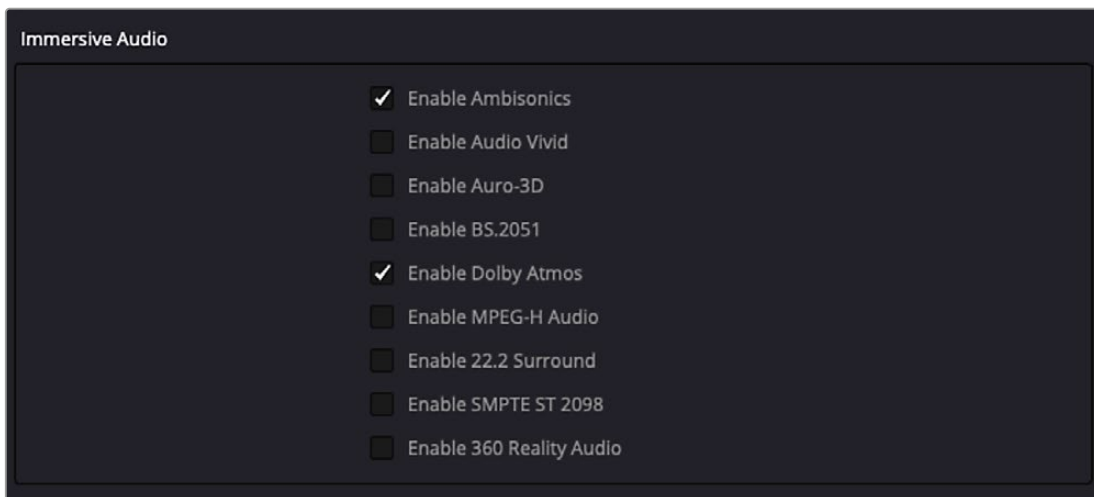 Immersive Audio
Enable Ambisonics
Enable Audio Vivid
Enable Auro-3D
Enable BS.2051
Enable Dolby Atmos
Enable MPEG-H Audio
Enable 22.2 Surround
Enable SMPTE ST 2098
Enable 360 Reality Audio